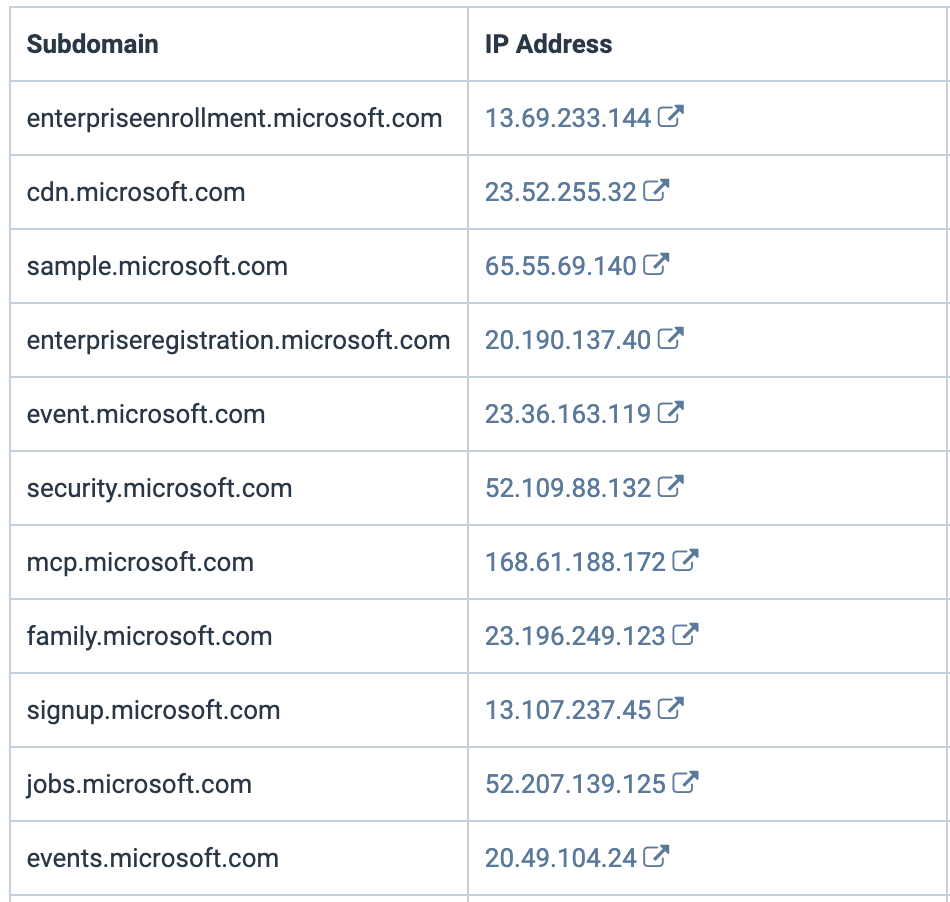 Subdomain IP Address
enterpriseenrollment.microsoft.com 13.69.233.144
cdn.microsoft.com 23.52.255.32
sample.microsoft.com 65.55.69.140
enterpriseregistration.microsoft.com 20.190.137.40
event.microsoft.com 23.36.163.119
security.microsoft.com 52.109.88.132
mcp.microsoft.com 168.61.188.172
family.microsoft.com 23.196.249.123
signup.microsoft.com 13.107.237.45
jobs.microsoft.com 52.207.139.125
events.microsoft.com 20.49.104.24